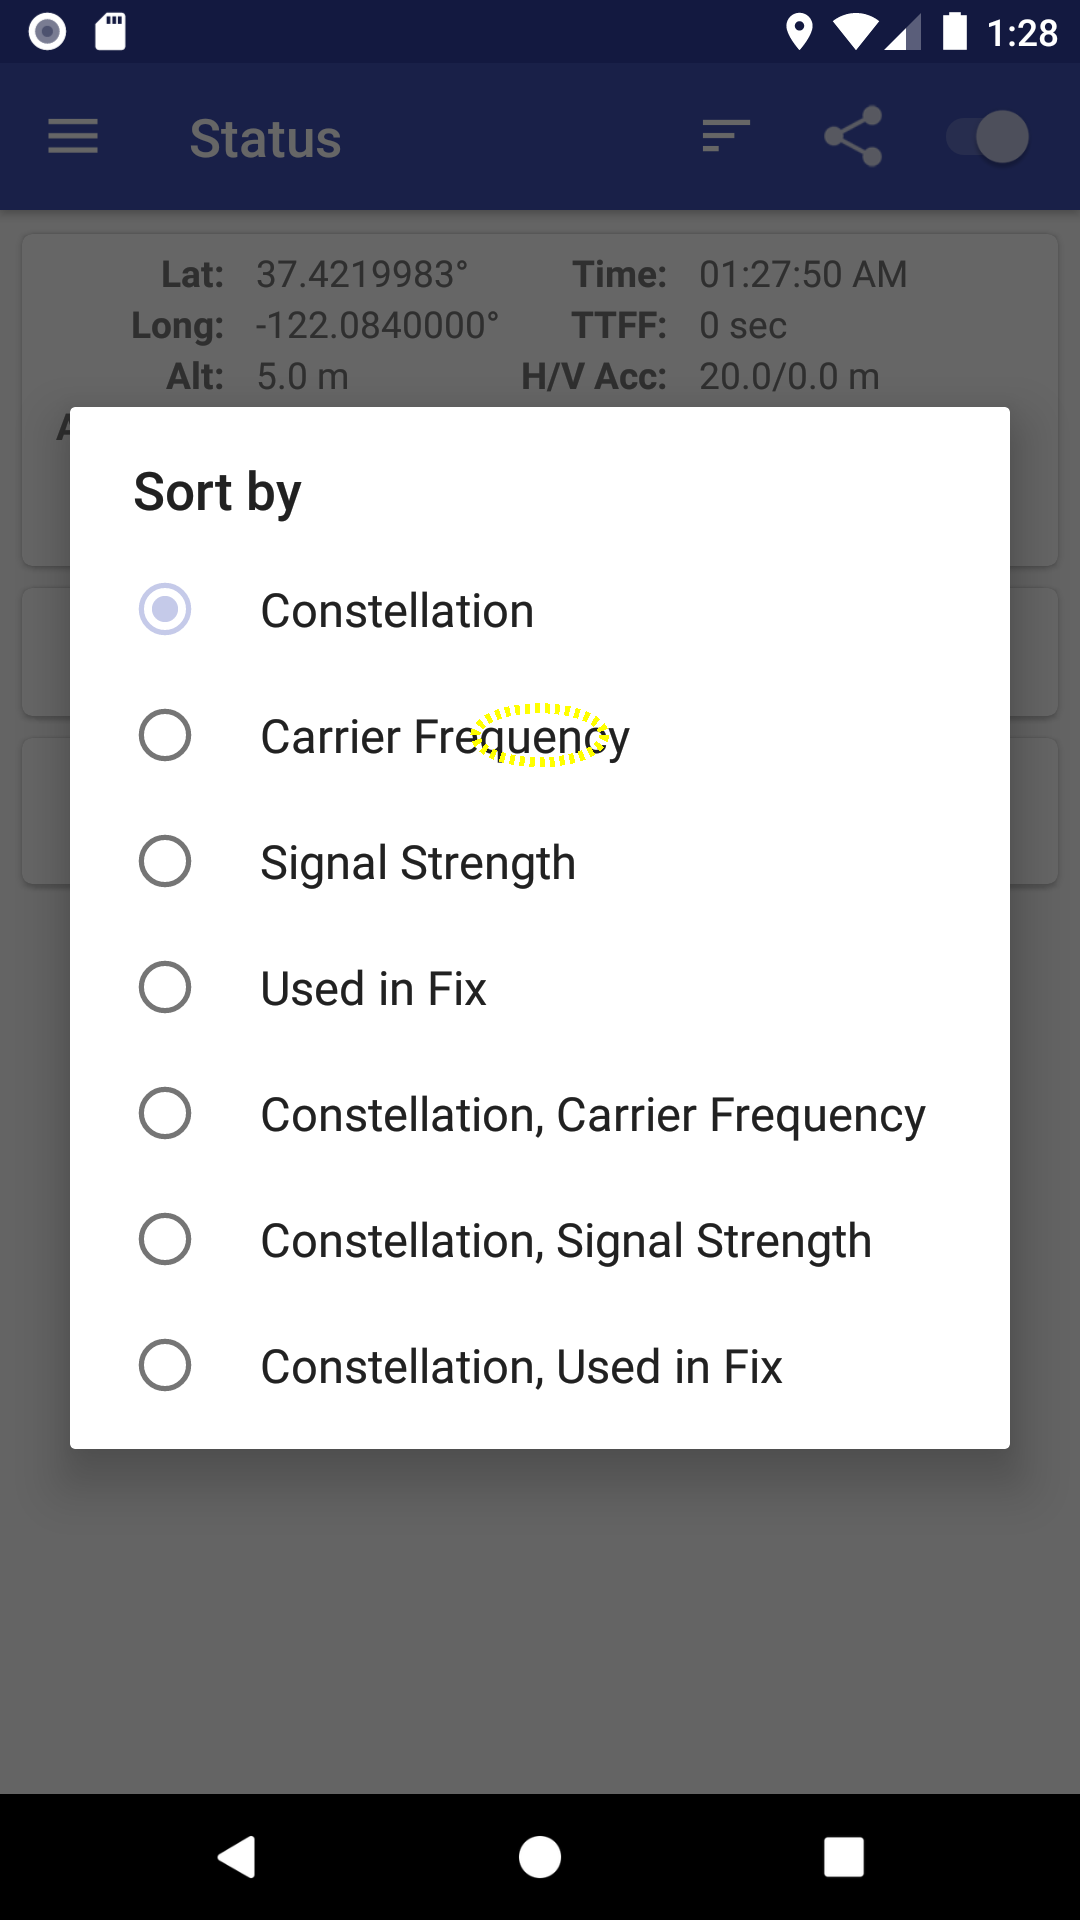 1:28
Status
Lat: 37.4219983° Time: 01:27:50 AM
Long: -122.0840000° TTFF: 0 sec
Alt: 5.0 m H/V Acc: 20.0/0.0 m
Sort by
Constellation
Carrier Frequency
Signal Strength
Used in Fix
Constellation, Carrier Frequency
Constellation, Signal Strength
Constellation, Used in Fix